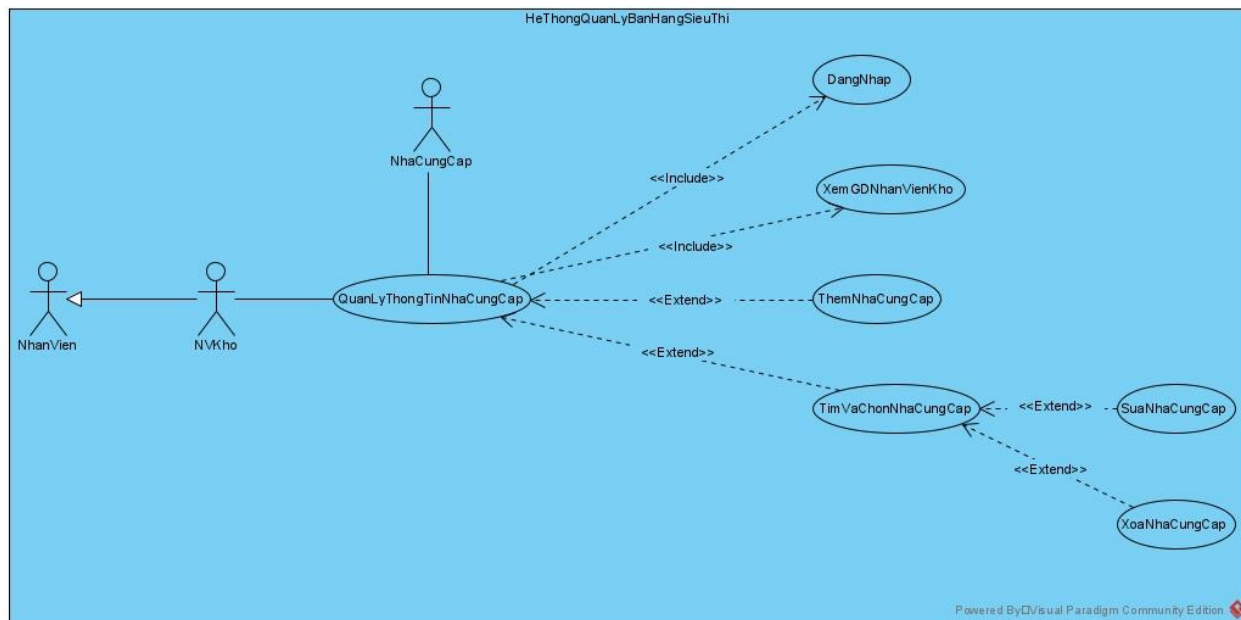 HeThongQuanLyBanHangSieuThi
DangNhap
NhaCungCap
<<Include>>
XemGDNhanVienKho
<<Include>>
QuanLyThongTinNhaCungCap
<<Extend>>
ThemNhaCungCap
NhanVien
NVKho
<<Extend>>
TimVaChonNhaCungCap
<<Extend>>
SuaNhaCungCap
<<Extend>>
XoaNhaCungCap
Powered By Visual Paradigm Community Edition